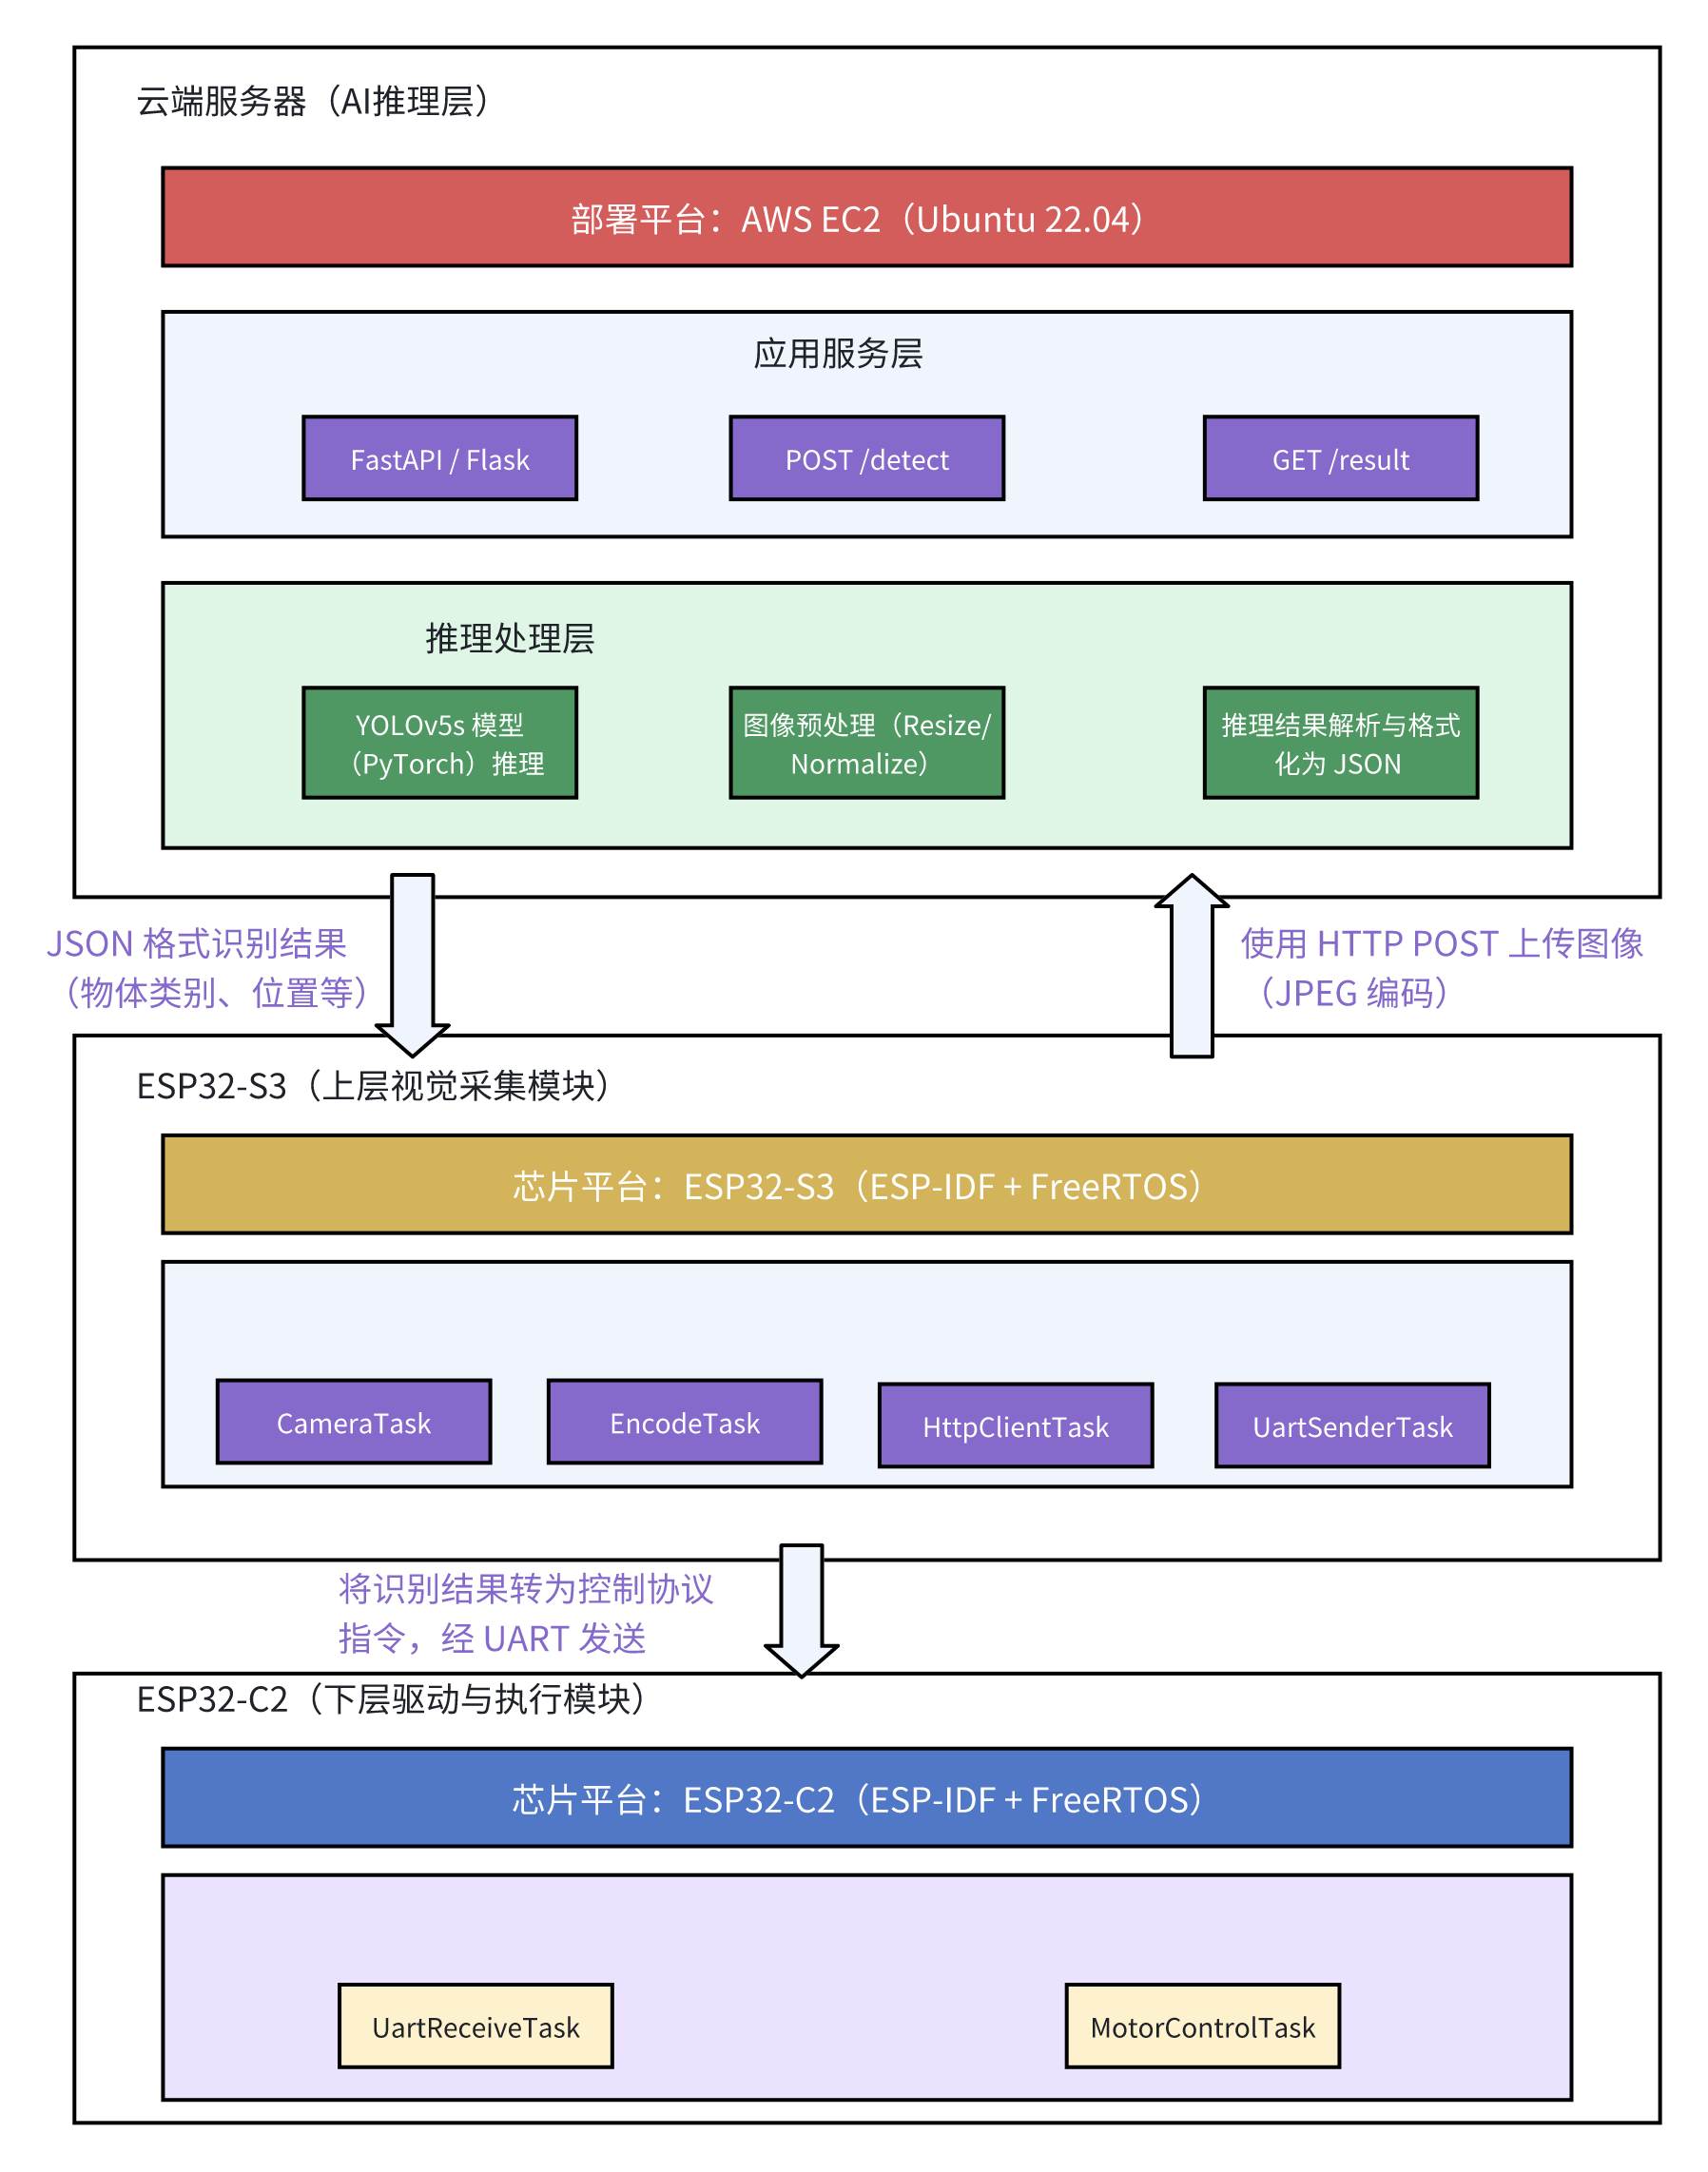 云端服务器（AI推理层）
部署平台：AWS EC2（Ubuntu 22.04）
应用服务层
FastAPI / Flask
POST /detect
GET /result
推理处理层
YOLOv5s 模型
（PyTorch）推理
图像预处理（Resize/
Normalize）
推理结果解析与格式
化为 JSON
JSON 格式识别结果
（物体类别、位置等）
使用 HTTP POST 上传图像
（JPEG 编码）
ESP32-S3（上层视觉采集模块）
芯片平台：ESP32-S3（ESP-IDF + FreeRTOS）
CameraTask
EncodeTask
HttpClientTask
UartSenderTask
将识别结果转为控制协议
指令，经 UART 发送
ESP32-C2（下层驱动与执行模块）
芯片平台：ESP32-C2（ESP-IDF + FreeRTOS）
UartReceiveTask
MotorControlTask